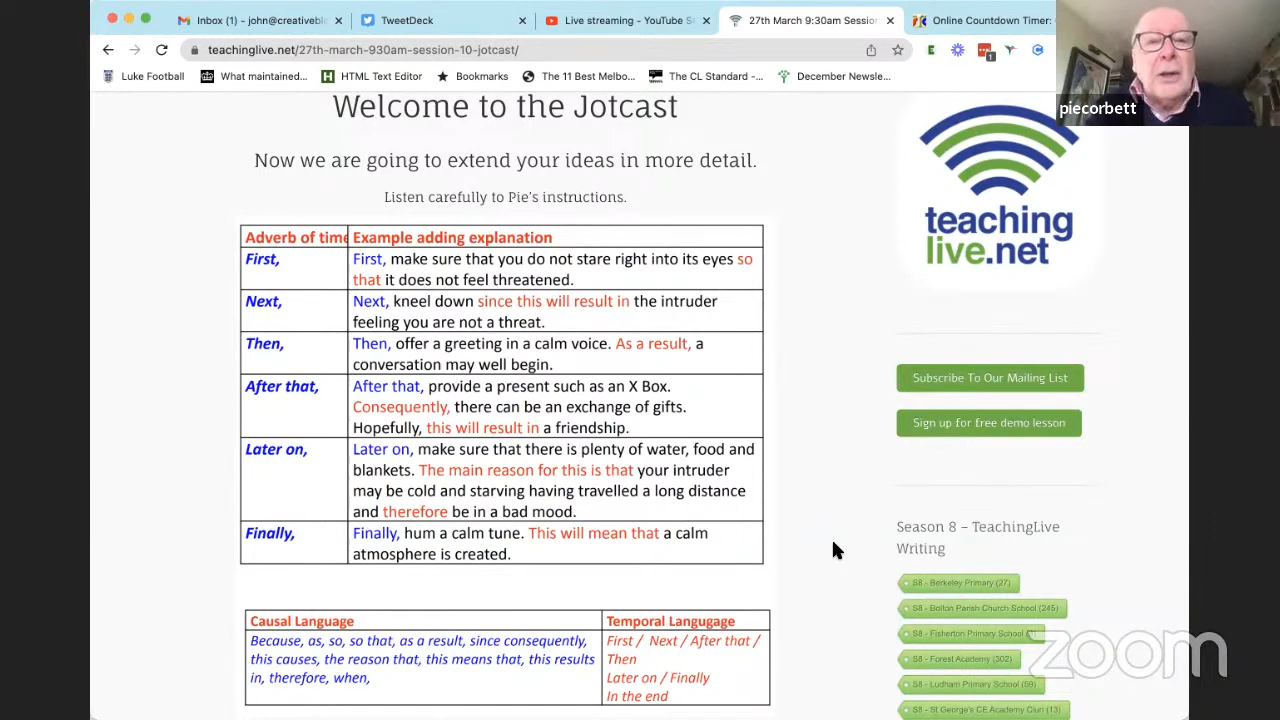 Inbox (1) - john@creativeblo
TweetDeck
Live streaming - YouTube S
27th March 9:30am Session
Online Countdown Timer:
teachinglive.net/27th-march-930am-session-10-jotcast/
Luke Football
What maintained...
HTML Text Editor
Bookmarks
The 11 Best Melbo...
The CL Standard -...
December Newsle...
piecorbett
Welcome to the Jotcast
Now we are going to extend your ideas in more detail.
Listen carefully to Pie's instructions.
Adverb of time Example adding explanation
First, First, make sure that you do not stare right into its eyes so
that it does not feel threatened.
Next, Next, kneel down since this will result in the intruder
feeling you are not a threat.
Then, Then, offer a greeting in a calm voice. As a result, a
conversation may well begin.
After that, After that, provide a present such as an X Box.
Consequently, there can be an exchange of gifts.
Hopefully, this will result in a friendship.
Later on, Later on, make sure that there is plenty of water, food and
blankets. The main reason for this is that your intruder
may be cold and starving having travelled a long distance
and therefore be in a bad mood.
Finally, Finally, hum a calm tune. This will mean that a calm
atmosphere is created.
Causal Language
Because, as, so, so that, as a result, since consequently,
this causes, the reason that, this means that, this results
in, therefore, when,
Temporal Langugage
First / Next / After that /
Then
Later on / Finally
In the end
teaching
live.net
Subscribe To Our Mailing List
Sign up for free demo lesson
Season 8 – TeachingLive
Writing
S8 - Berkeley Primary (27)
S8 - Bolton Parish Church School (245)
S8 - Fisherton Primary School
S8 - Forest Academy (302)
S8 - Ludham Primary School (59)
S8 - St George's CE Academy Clun (13)
zoom